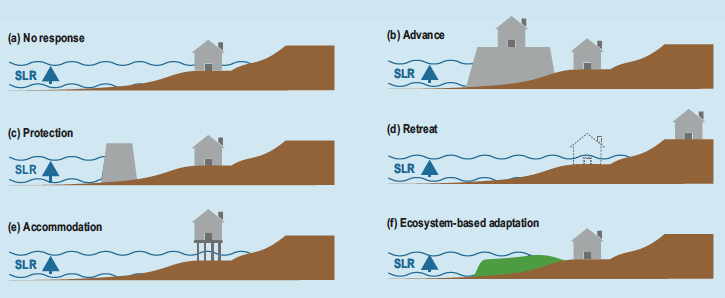 (a) No response
SLR
(b) Advance
SLR
(c) Protection
SLR
(d) Retreat
SLR
(e) Accommodation
SLR
(f) Ecosystem-based adaptation
SLR